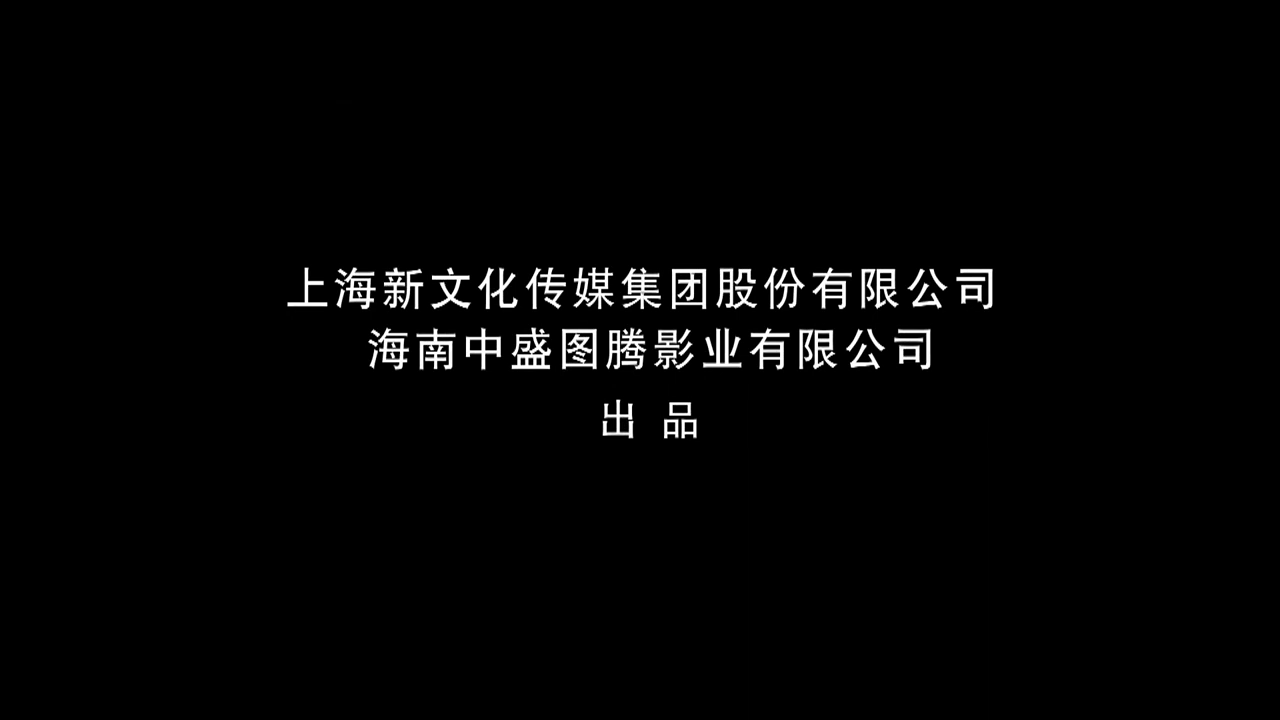 上海新文化传媒集团股份有限公司
海南中盛图腾影业有限公司
出 品